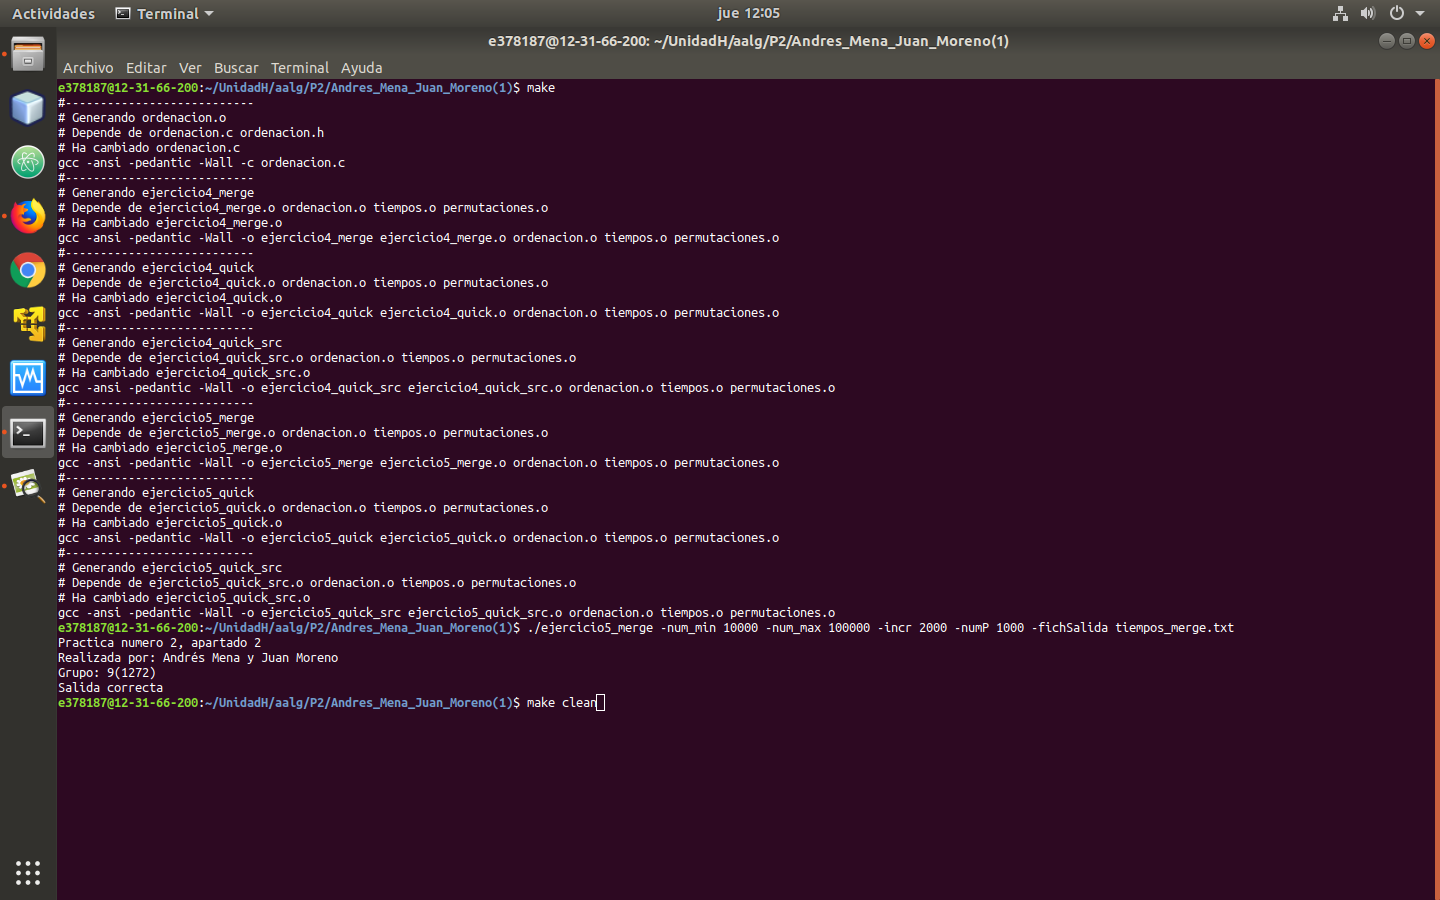 Actividades Terminal jue 12:05
e378187@12-31-66-200: ~/UnidadH/aalg/P2/Andres_Mena_Juan_Moreno(1)
Archivo Editar Ver Buscar Terminal Ayuda
e378187@12-31-66-200:~/UnidadH/aalg/P2/Andres_Mena_Juan_Moreno(1)$ make
#---------------------------
# Generando ordenacion.o
# Depende de ordenacion.c ordenacion.h
# Ha cambiado ordenacion.c
gcc -ansi -pedantic -Wall -c ordenacion.c
#---------------------------
# Generando ejercicio4_merge
# Depende de ejercicio4_merge.o ordenacion.o tiempos.o permutaciones.o
# Ha cambiado ejercicio4_merge.o
gcc -ansi -pedantic -Wall -o ejercicio4_merge ejercicio4_merge.o ordenacion.o tiempos.o permutaciones.o
#---------------------------
# Generando ejercicio4_quick
# Depende de ejercicio4_quick.o ordenacion.o tiempos.o permutaciones.o
# Ha cambiado ejercicio4_quick.o
gcc -ansi -pedantic -Wall -o ejercicio4_quick ejercicio4_quick.o ordenacion.o tiempos.o permutaciones.o
#---------------------------
# Generando ejercicio4_quick_src
# Depende de ejercicio4_quick_src.o ordenacion.o tiempos.o permutaciones.o
# Ha cambiado ejercicio4_quick_src.o
gcc -ansi -pedantic -Wall -o ejercicio4_quick_src ejercicio4_quick_src.o ordenacion.o tiempos.o permutaciones.o
#---------------------------
# Generando ejercicio5_merge
# Depende de ejercicio5_merge.o ordenacion.o tiempos.o permutaciones.o
# Ha cambiado ejercicio5_merge.o
gcc -ansi -pedantic -Wall -o ejercicio5_merge ejercicio5_merge.o ordenacion.o tiempos.o permutaciones.o
#---------------------------
# Generando ejercicio5_quick
# Depende de ejercicio5_quick.o ordenacion.o tiempos.o permutaciones.o
# Ha cambiado ejercicio5_quick.o
gcc -ansi -pedantic -Wall -o ejercicio5_quick ejercicio5_quick.o ordenacion.o tiempos.o permutaciones.o
#---------------------------
# Generando ejercicio5_quick_src
# Depende de ejercicio5_quick_src.o ordenacion.o tiempos.o permutaciones.o
# Ha cambiado ejercicio5_quick_src.o
gcc -ansi -pedantic -Wall -o ejercicio5_quick_src ejercicio5_quick_src.o ordenacion.o tiempos.o permutaciones.o
e378187@12-31-66-200:~/UnidadH/aalg/P2/Andres_Mena_Juan_Moreno(1)$ ./ejercicio5_merge -num_min 10000 -num_max 100000 -incr 2000 -numP 1000 -fichSalida tiempos_merge.txt
Practica numero 2, apartado 2
Realizada por: Andrés Mena y Juan Moreno
Grupo: 9(1272)
Salida correcta
e378187@12-31-66-200:~/UnidadH/aalg/P2/Andres_Mena_Juan_Moreno(1)$ make clean